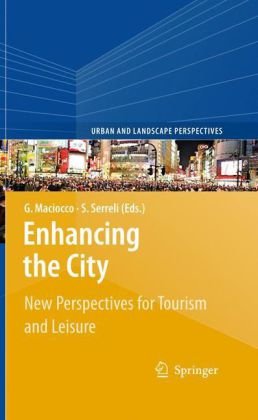 URBAN AND LANDSCAPE PERSPECTIVES
G. Maciocco · S. Serreli (Eds.)
Enhancing
the City
New Perspectives for Tourism
and Leisure
Springer